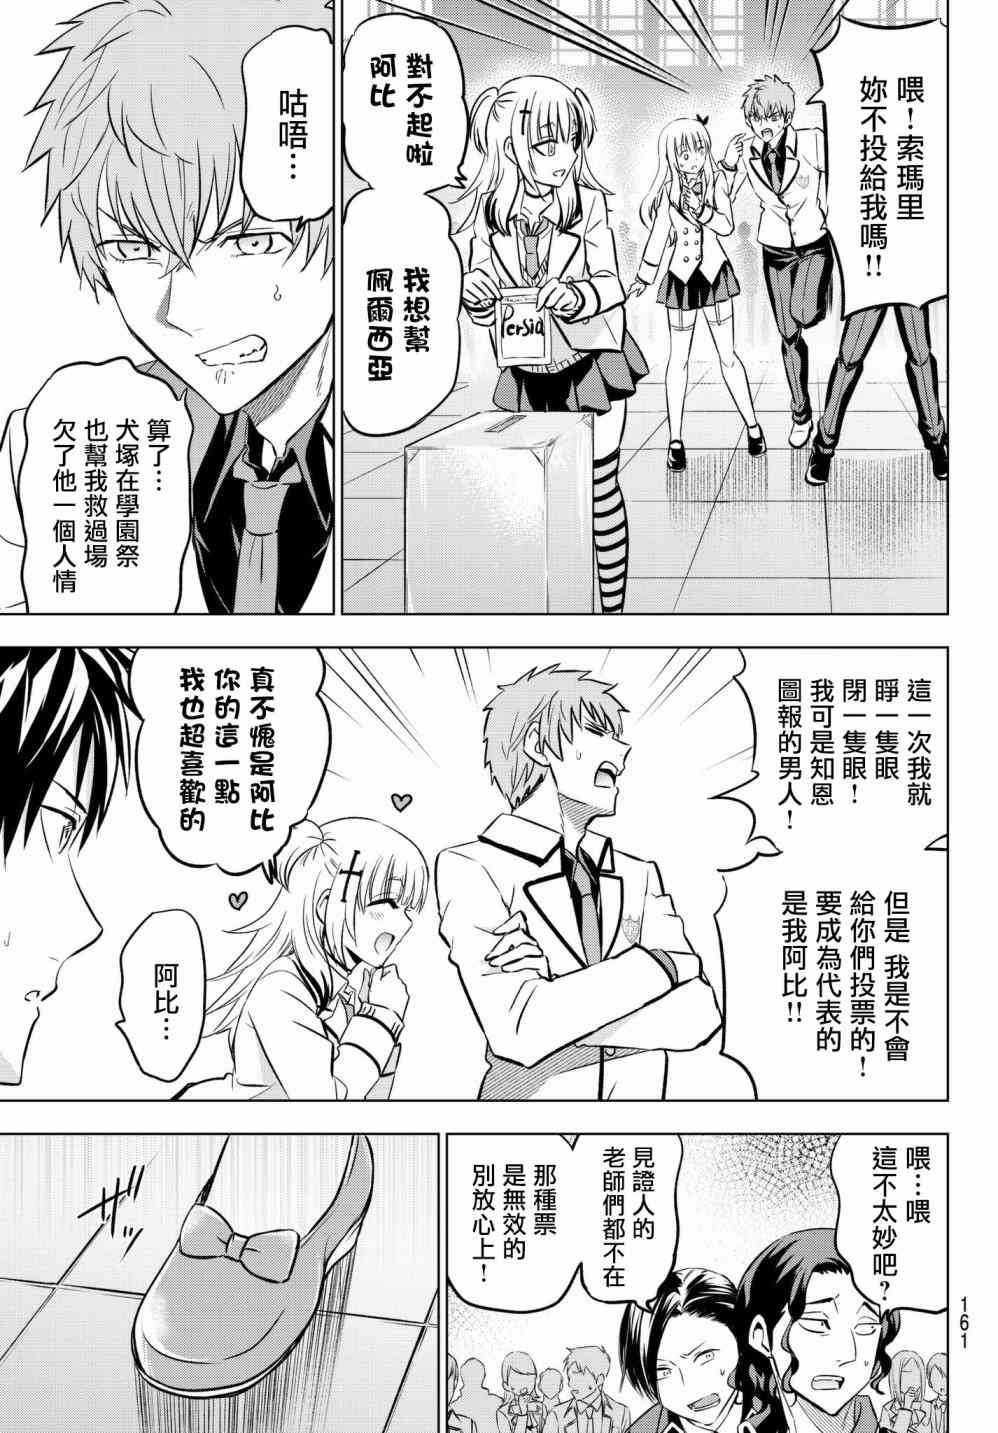 喂！索瑪里
妳不投給我嗎!!
對不起啦
阿比
Persia
我想幫
佩爾西亞
咕唔…
算了…
犬塚在學園祭
也幫我救過場
欠了他一個人情
這一次我就
睜一隻眼
閉一隻眼！
我可是知恩
圖報的男人！
但是 我是不會
給你們投票的！
要成為代表的
是我阿比!!
真不愧是阿比
你的這一點
我也超喜歡的
阿比…
喂…喂
這不太妙吧？
見證人的
老師們都不在
那種票
是無效的
別放心上！
161